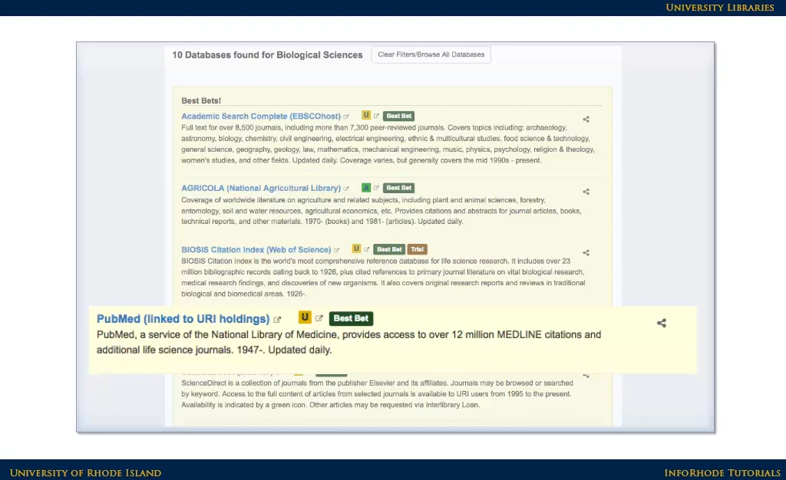 University Libraries
10 Databases found for Biological Sciences
Clear Filters/Browse All Databases
Best Bets!
Academic Search Complete (EBSCOhost) U Best Bet
Full text for over 8,500 journals, including more than 7,300 peer-reviewed journals. Covers topics including: archaeology,
astronomy, biology, chemistry, civil engineering, electrical engineering, ethnic & multicultural studies, food science & technology,
general science, geography, geology, law, mathematics, mechanical engineering, music, physics, psychology, religion & theology,
women's studies, and other fields. Updated daily. Coverage varies, but generally covers the mid 1990s - present.
AGRICOLA (National Agricultural Library) Best Bet
Coverage of worldwide literature on agriculture and related subjects, including plant and animal sciences, forestry,
entomology, soil and water resources, agricultural economics, etc. Provides citations and abstracts for journal articles, books,
technical reports, and other materials. 1970- (books) and 1981- (articles). Updated daily.
BIOSIS Citation Index (Web of Science) U Best Bet Trial
BIOSIS Citation Index is the world's most comprehensive reference database for life science research. It includes over 23
million bibliographic records dating back to 1926, plus cited references to primary journal literature on vital biological research,
medical research findings, and discoveries of new organisms. It also covers original research reports and reviews in traditional
biological and biomedical areas. 1926-.
PubMed (linked to URI holdings) U Best Bet
PubMed, a service of the National Library of Medicine, provides access to over 12 million MEDLINE citations and
additional life science journals. 1947-. Updated daily.
ScienceDirect is a collection of journals from the publisher Elsevier and its affiliates. Journals may be browsed or searched
by keyword. Access to the full content of articles from selected journals is available to URI users from 1995 to the present.
Availability is indicated by a green icon. Other articles may be requested via Interlibrary Loan.
University of Rhode Island
InfoRhode Tutorials